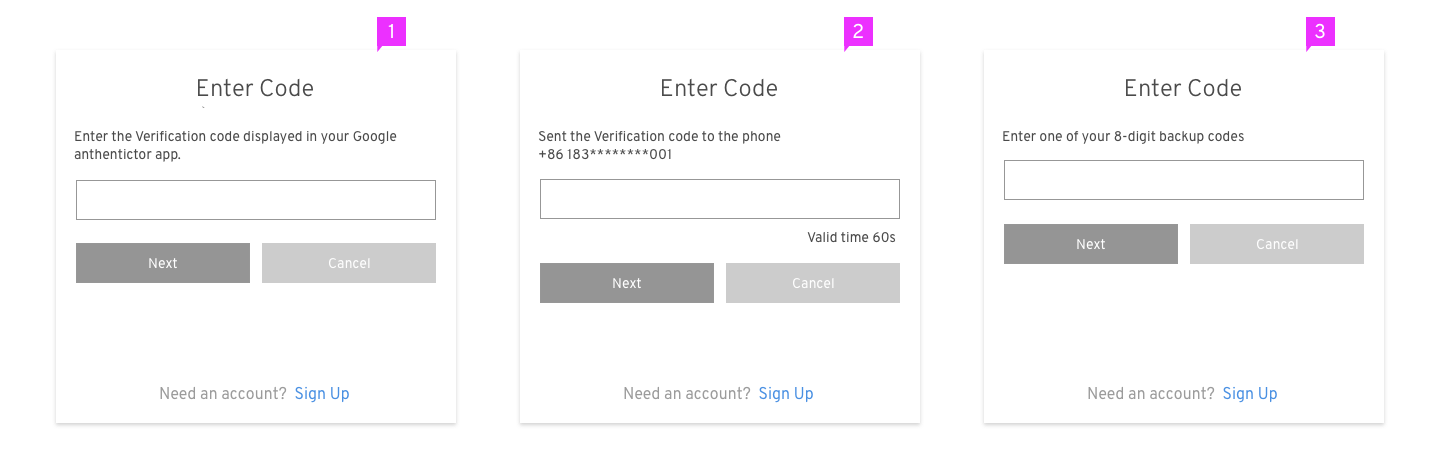 1
Enter Code
Enter the Verification code displayed in your Google
anthentictor app.
Next
Cancel
Need an account? Sign Up
2
Enter Code
Sent the Verification code to the phone
+86 183********001
Valid time 60s
Next
Cancel
Need an account? Sign Up
3
Enter Code
Enter one of your 8-digit backup codes
Next
Cancel
Need an account? Sign Up